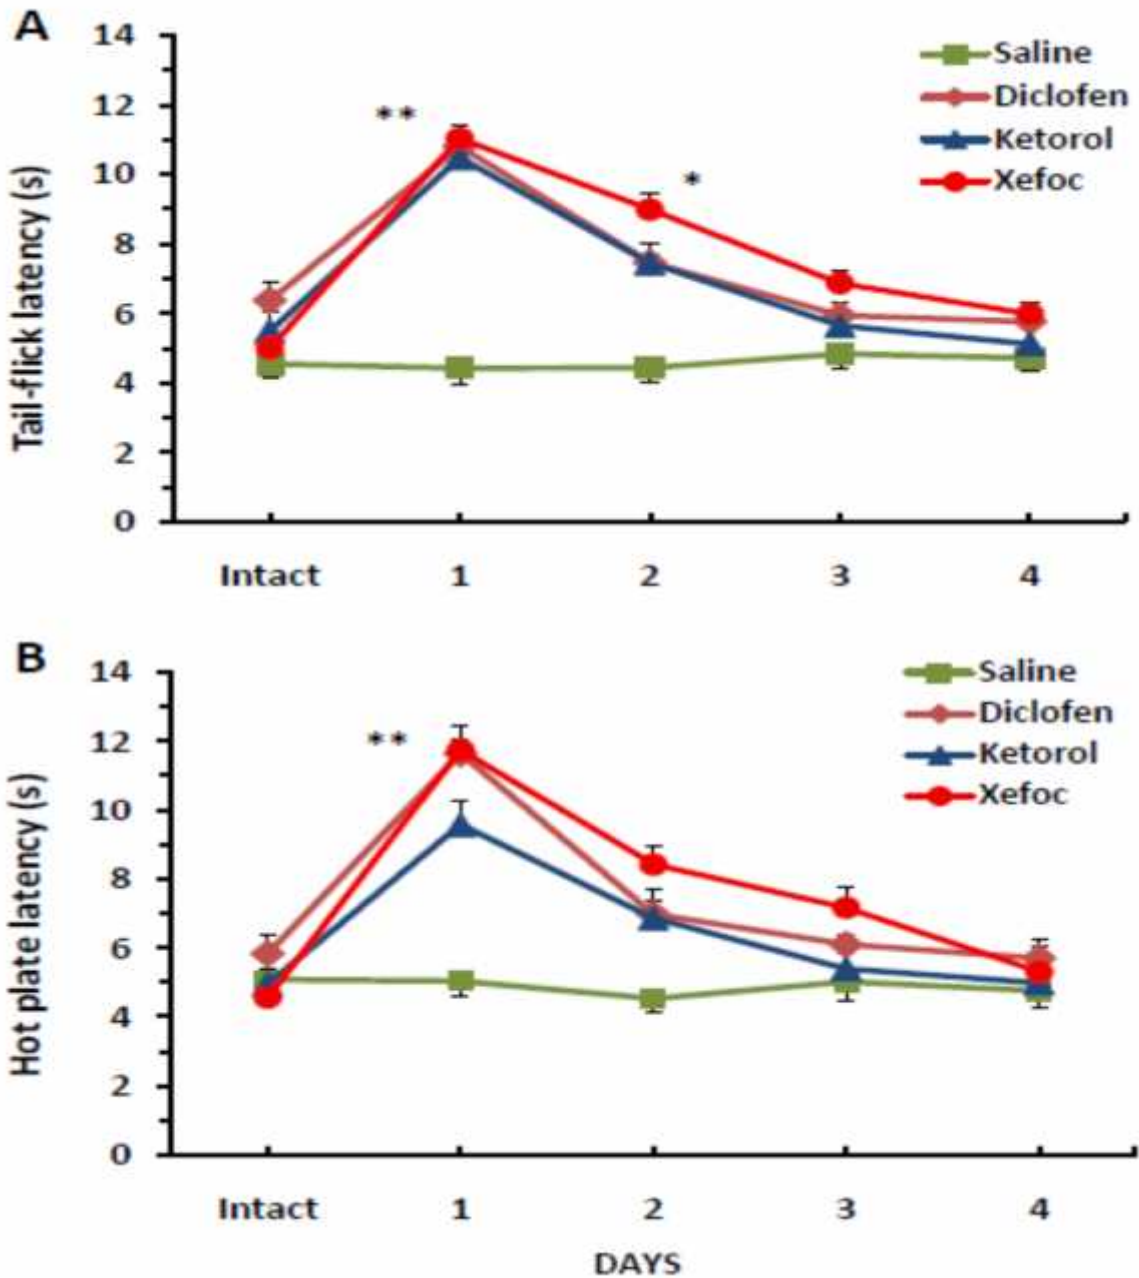 A
14
12
10
8
6
4
2
0
Tail-flick latency (s)
**
*
Saline
Diclofen
Ketorol
Xefoc
Intact 1 2 3 4
B
14
12
10
8
6
4
2
0
Hot plate latency (s)
**
Saline
Diclofen
Ketorol
Xefoc
Intact 1 2 3 4
DAYS